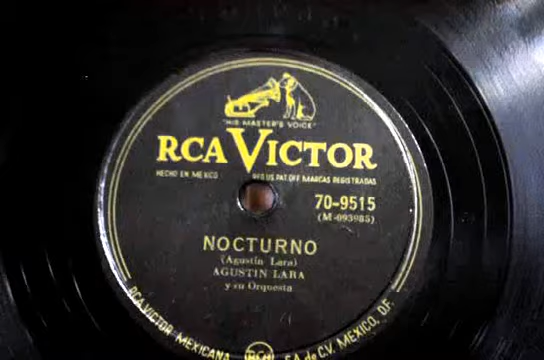 "HIS MASTER'S VOICE"
RCA VICTOR
HECHO EN MEXICO REG US PAT OFF MARCAS REGISTRADAS
70-9515
(M-093985)
NOCTURNO
(Agustín Lara)
AGUSTIN LARA
y su Orquesta
RCA VICTOR MEXICANA RCA S.A. de C.V. MEXICO, D.F.